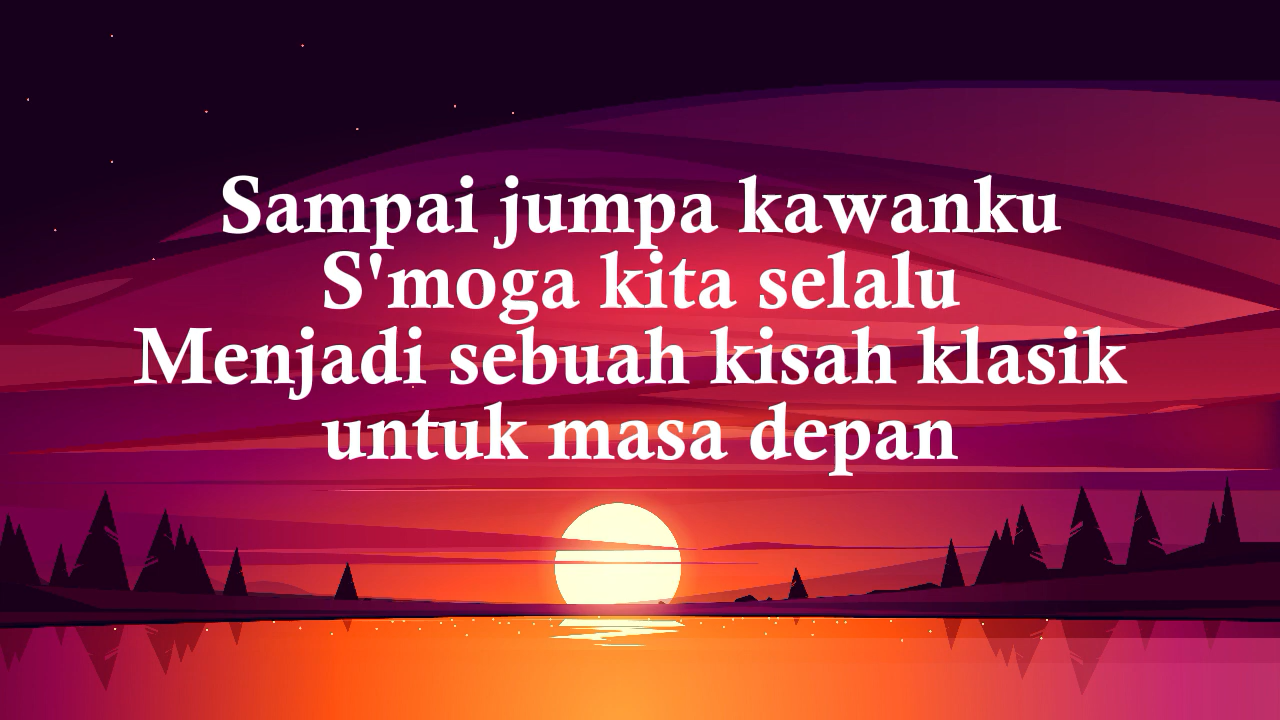 Sampai jumpa kawanku
S'moga kita selalu
Menjadi sebuah kisah klasik
untuk masa depan